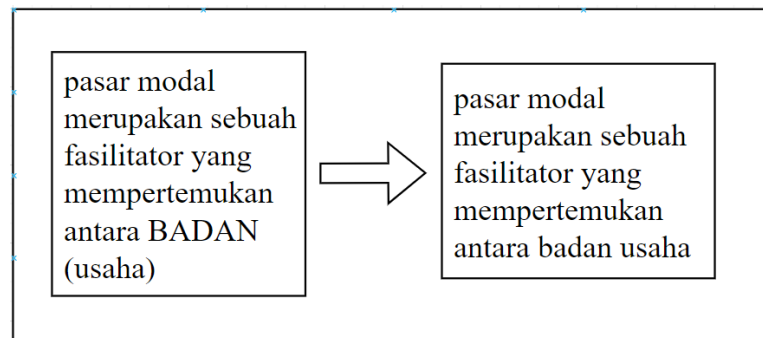 pasar modal
merupakan sebuah
fasilitator yang
mempertemukan
antara BADAN
(usaha)
pasar modal
merupakan sebuah
fasilitator yang
mempertemukan
antara badan usaha